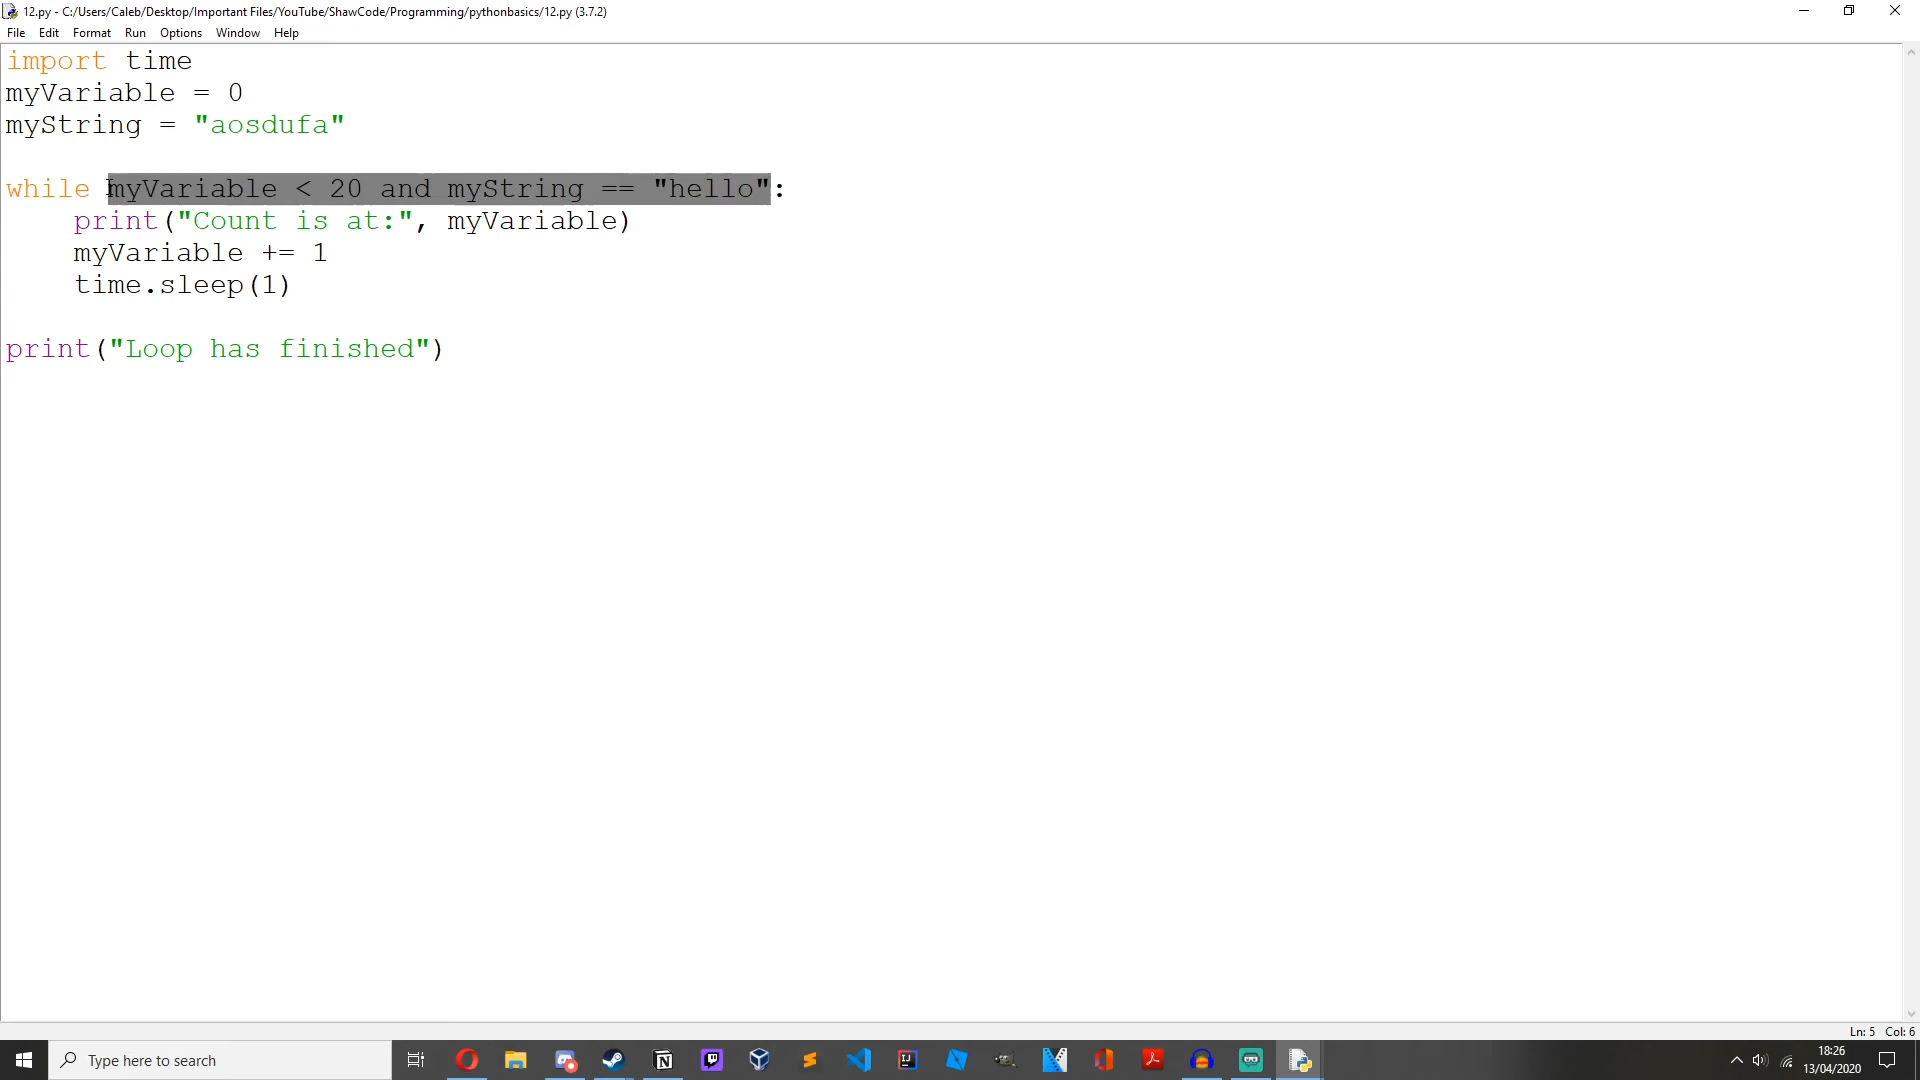 12.py - C:/Users/Caleb/Desktop/Important Files/YouTube/ShawCode/Programming/pythonbasics/12.py (3.7.2)
File Edit Format Run Options Window Help
import time
myVariable = 0
myString = "aosdufa"
while myVariable < 20 and myString == "hello":
    print("Count is at:", myVariable)
    myVariable += 1
    time.sleep(1)
print("Loop has finished")
Ln: 5 Col: 6
Type here to search
18:26
13/04/2020